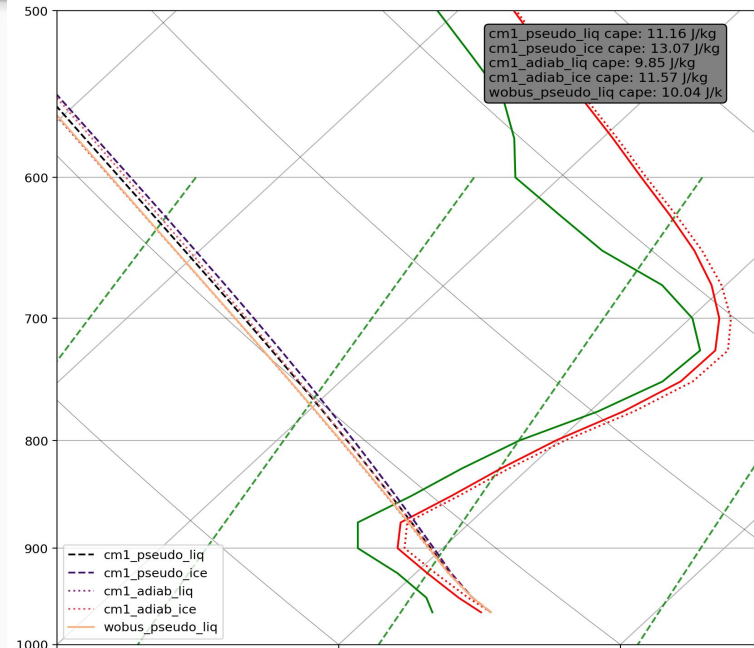 500
cm1_pseudo_liq cape: 11.16 J/kg
cm1_pseudo_ice cape: 13.07 J/kg
cm1_adiab_liq cape: 9.85 J/kg
cm1_adiab_ice cape: 11.57 J/kg
wobus_pseudo_liq cape: 10.04 J/k
600
700
800
900
cm1_pseudo_liq
cm1_pseudo_ice
cm1_adiab_liq
cm1_adiab_ice
wobus_pseudo_liq
1000